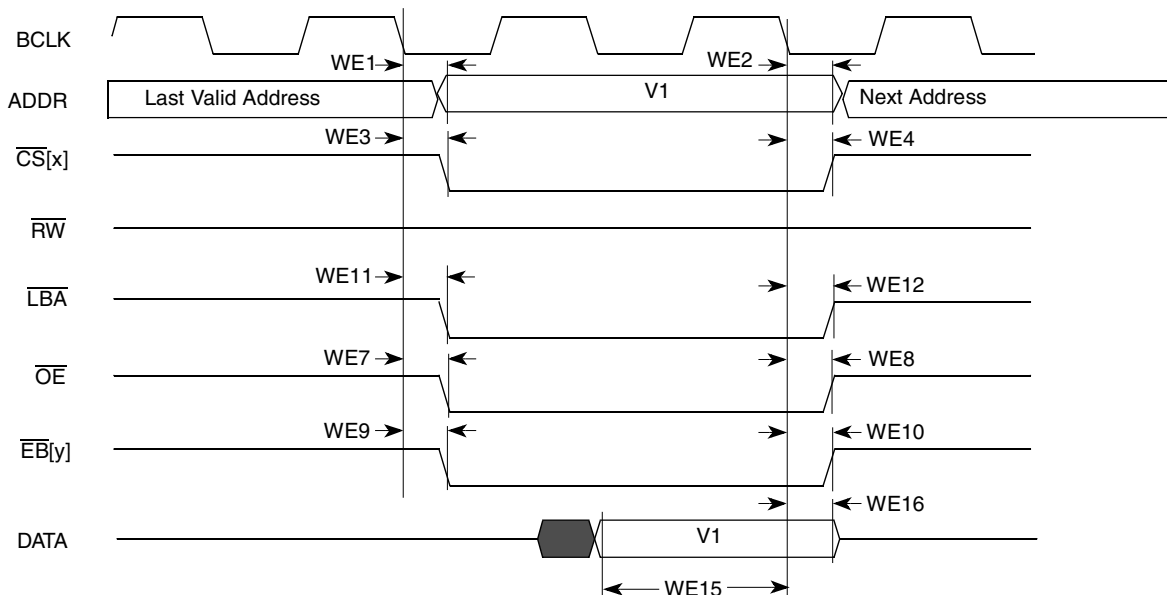 BCLK
WE1
WE2
ADDR
Last Valid Address
V1
Next Address
WE3
WE4
CS[x]
RW
WE11
WE12
LBA
WE7
WE8
OE
WE9
WE10
EB[y]
WE16
DATA
V1
WE15